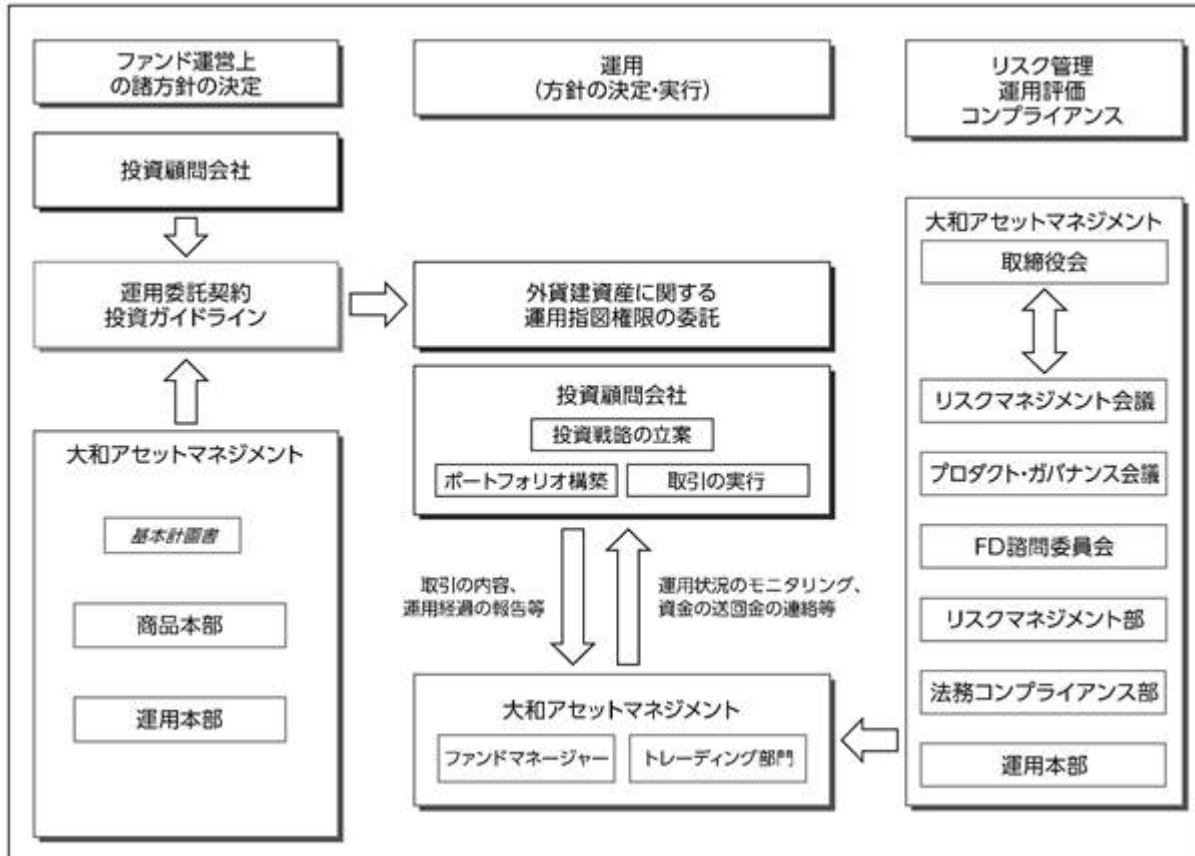 ファンド運営上
の諸方針の決定
投資顧問会社
運用委託契約
投資ガイドライン
大和アセットマネジメント
基本計画書
商品本部
運用本部
運用
(方針の決定・実行)
外貨建資産に関する
運用指図権限の委託
投資顧問会社
投資戦略の立案
ポートフォリオ構築
取引の実行
取引の内容、
運用経過の報告等
運用状況のモニタリング、
資金の送回金の連絡等
大和アセットマネジメント
ファンドマネージャー
トレーディング部門
リスク管理
運用評価
コンプライアンス
大和アセットマネジメント
取締役会
リスクマネジメント会議
プロダクト・ガバナンス会議
FD諮問委員会
リスクマネジメント部
法務コンプライアンス部
運用本部